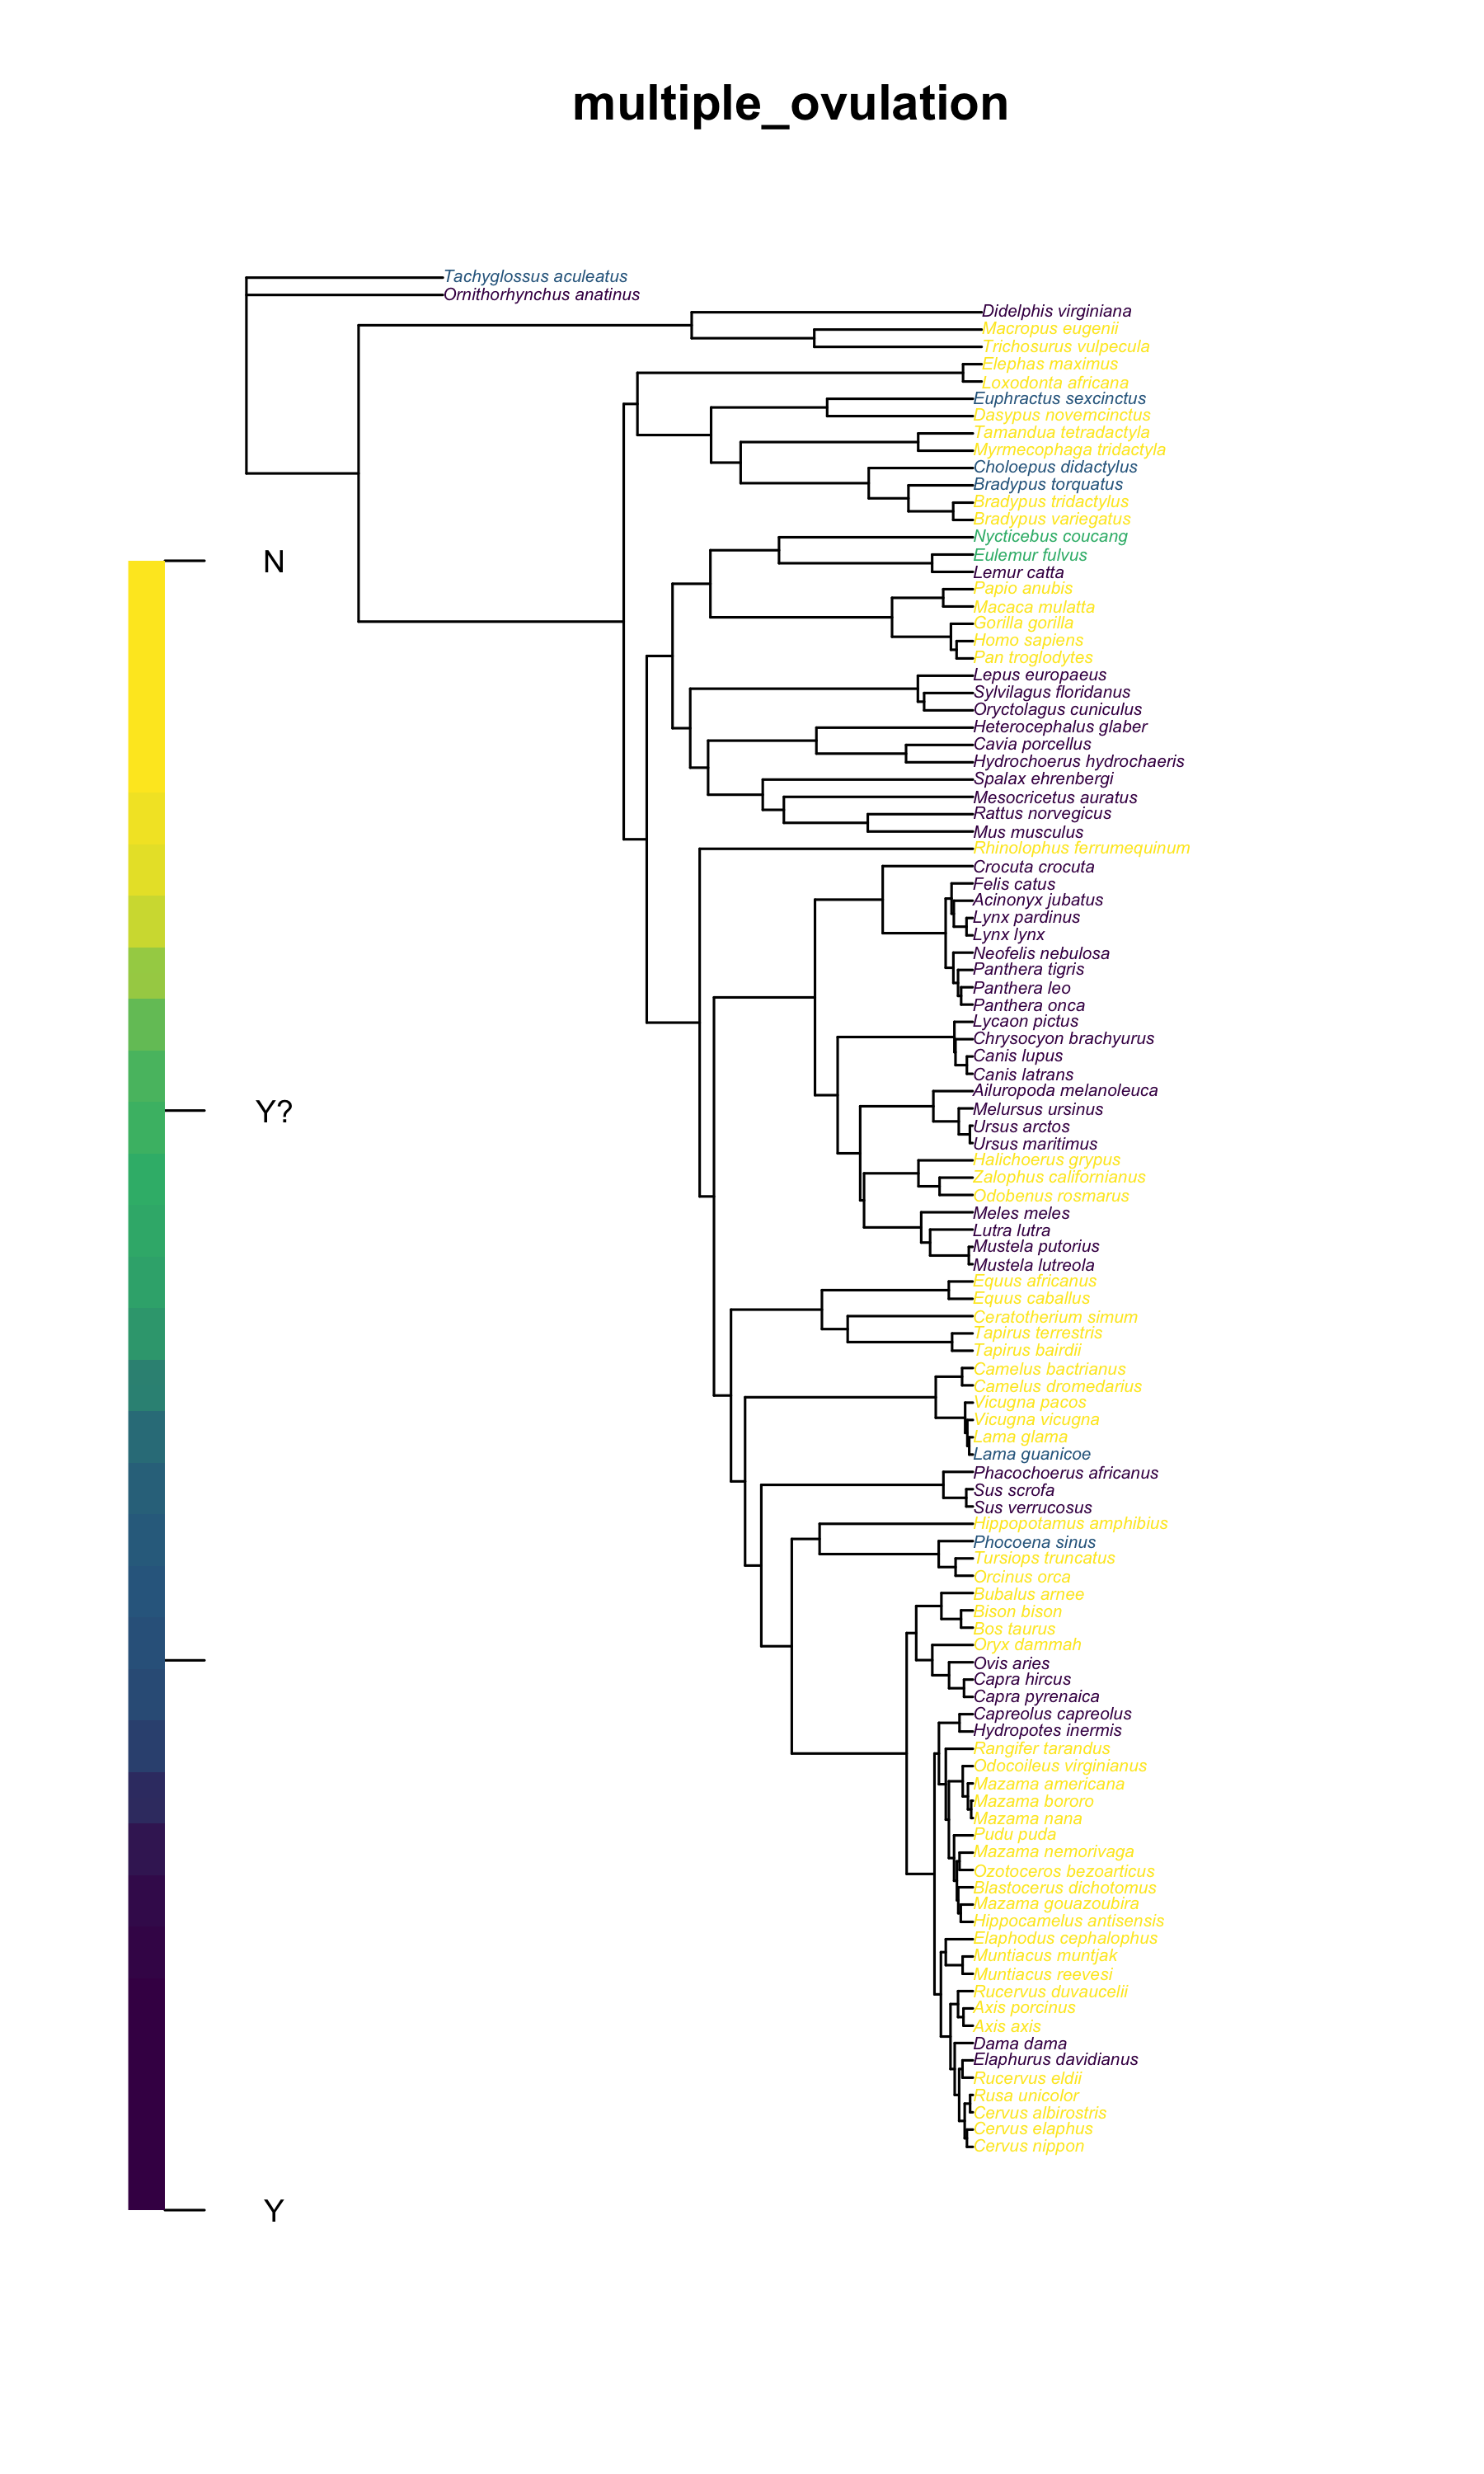 multiple_ovulation
Tachyglossus aculeatus
Ornithorhynchus anatinus
Didelphis virginiana
Macropus eugenii
Trichosurus vulpecula
Elephas maximus
Loxodonta africana
Euphractus sexcinctus
Dasypus novemcinctus
Tamandua tetradactyla
Myrmecophaga tridactyla
Choloepus didactylus
Bradypus torquatus
Bradypus tridactylus
Bradypus variegatus
Nycticebus coucang
Eulemur fulvus
Lemur catta
Papio anubis
Macaca mulatta
Gorilla gorilla
Homo sapiens
Pan troglodytes
Lepus europaeus
Sylvilagus floridanus
Oryctolagus cuniculus
Heterocephalus glaber
Cavia porcellus
Hydrochoerus hydrochaeris
Spalax ehrenbergi
Mesocricetus auratus
Rattus norvegicus
Mus musculus
Rhinolophus ferrumequinum
Crocuta crocuta
Felis catus
Acinonyx jubatus
Lynx pardinus
Lynx lynx
Neofelis nebulosa
Panthera tigris
Panthera leo
Panthera onca
Lycaon pictus
Chrysocyon brachyurus
Canis lupus
Canis latrans
Ailuropoda melanoleuca
Melursus ursinus
Ursus arctos
Ursus maritimus
Halichoerus grypus
Zalophus californianus
Odobenus rosmarus
Meles meles
Lutra lutra
Mustela putorius
Mustela lutreola
Equus africanus
Equus caballus
Ceratotherium simum
Tapirus terrestris
Tapirus bairdii
Camelus bactrianus
Camelus dromedarius
Vicugna pacos
Vicugna vicugna
Lama glama
Lama guanicoe
Phacochoerus africanus
Sus scrofa
Sus verrucosus
Hippopotamus amphibius
Phocoena sinus
Tursiops truncatus
Orcinus orca
Bubalus arnee
Bison bison
Bos taurus
Oryx dammah
Ovis aries
Capra hircus
Capra pyrenaica
Capreolus capreolus
Hydropotes inermis
Rangifer tarandus
Odocoileus virginianus
Mazama americana
Mazama bororo
Mazama nana
Pudu puda
Mazama nemorivaga
Ozotoceros bezoarticus
Blastocerus dichotomus
Mazama gouazoubira
Hippocamelus antisensis
Elaphodus cephalophus
Muntiacus muntjak
Muntiacus reevesi
Rucervus duvaucelii
Axis porcinus
Axis axis
Dama dama
Elaphurus davidianus
Rucervus eldii
Rusa unicolor
Cervus albirostris
Cervus elaphus
Cervus nippon
N
Y?
Y